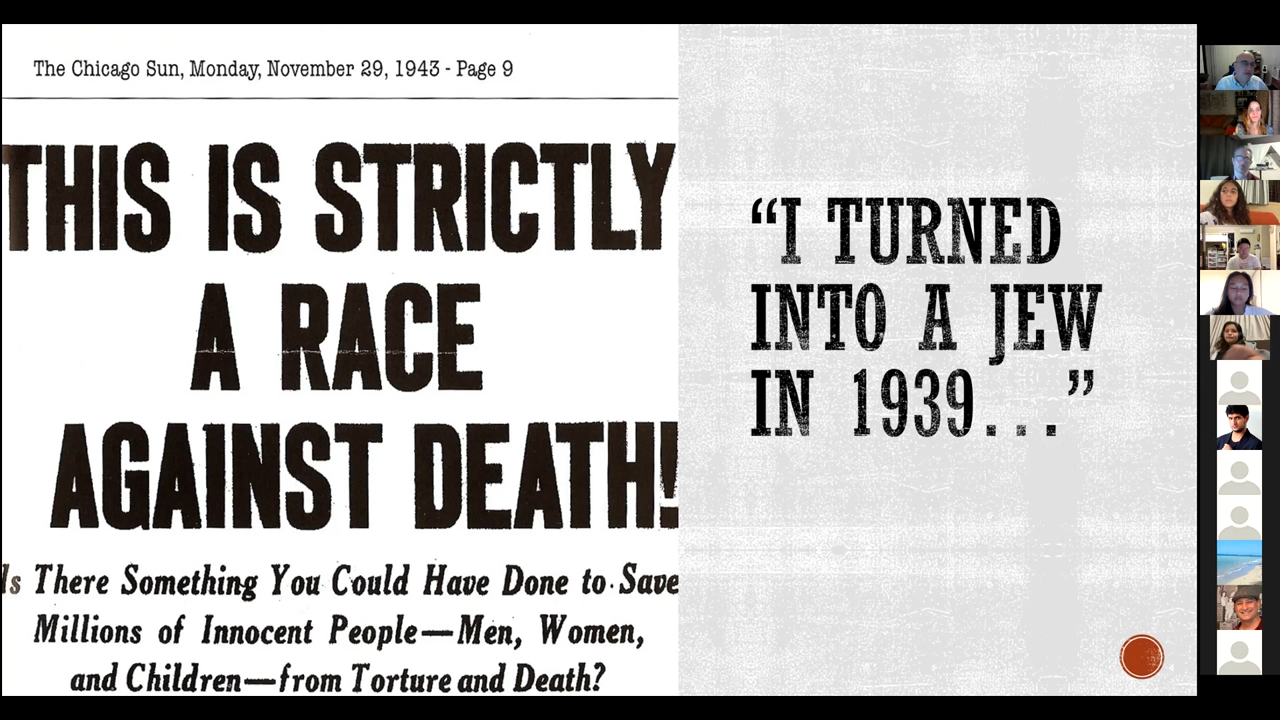 The Chicago Sun, Monday, November 29, 1943 - Page 9
THIS IS STRICTLY
A RACE
AGAINST DEATH!
Is There Something You Could Have Done to Save
Millions of Innocent People—Men, Women,
and Children—from Torture and Death?
“I TURNED
INTO A JEW
IN 1939...”